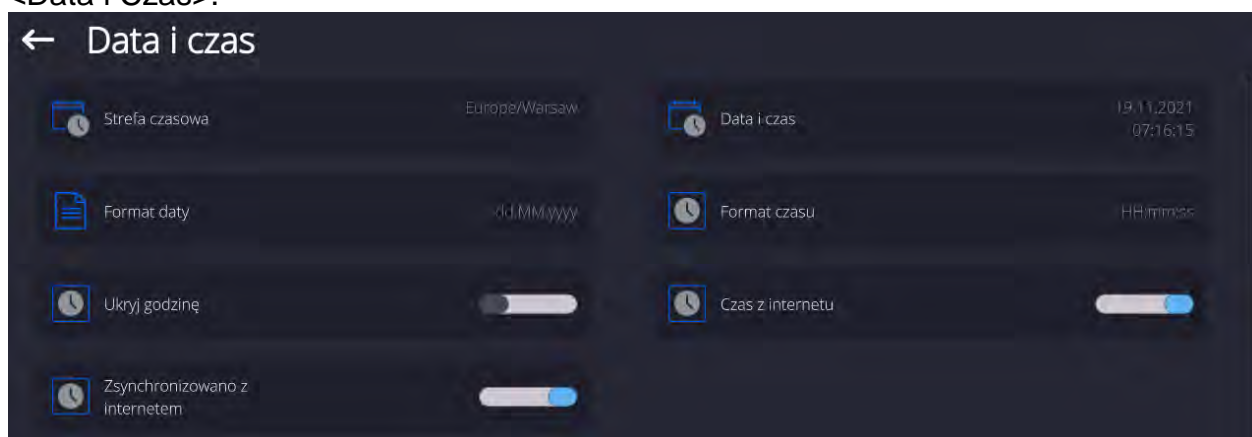 <Data i Czas>.
← Data i czas
Strefa czasowa
Europe/Warsaw
Data i czas
19.11.2021
07:16:15
Format daty
dd.MM.yyyy
Format czasu
HH:mm:ss
Ukryj godzinę
Czas z internetu
Zsynchronizowano z
internetem